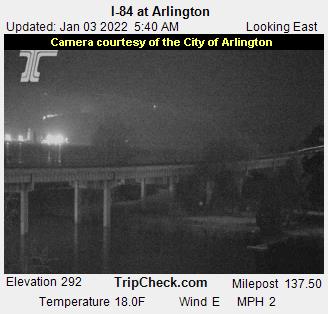 I-84 at Arlington
Updated: Jan 03 2022 5:40 AM Looking East
Camera courtesy of the City of Arlington
Elevation 292 TripCheck.com Milepost 137.50
Temperature 18.0F Wind E MPH 2